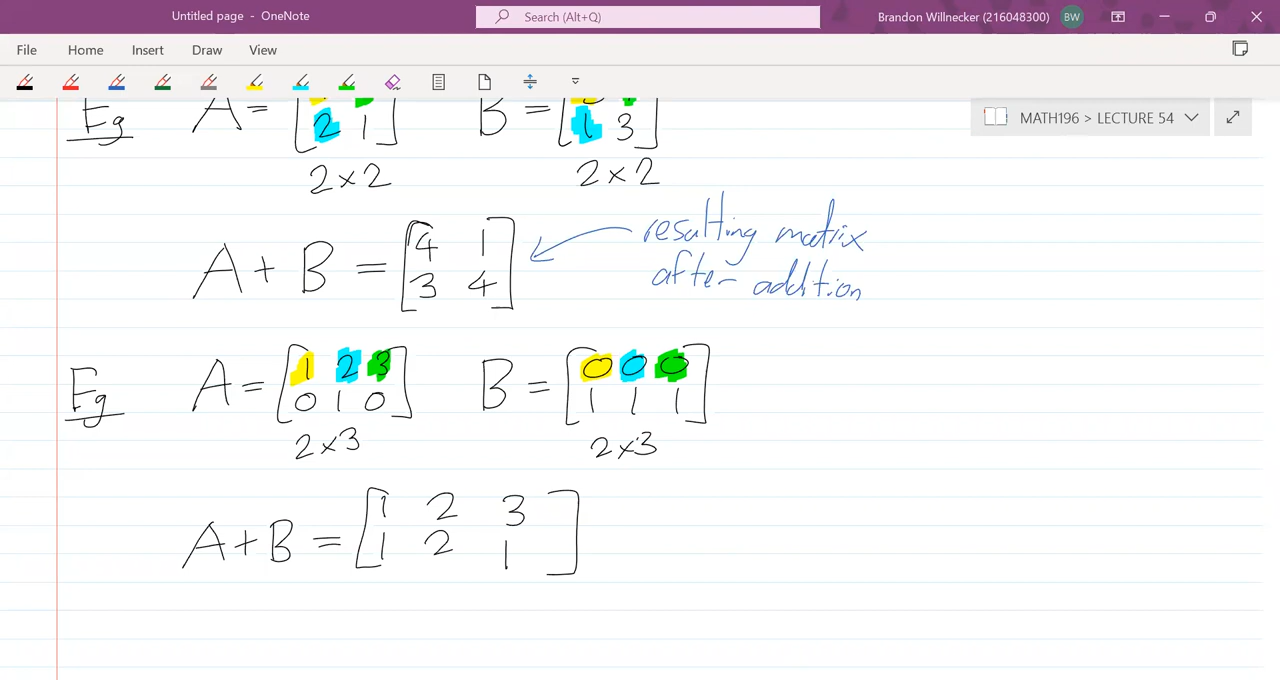 Untitled page - OneNote
Search (Alt+Q)
Brandon Willnecker (216048300)
BW
File Home Insert Draw View
MATH196 > LECTURE 54
Eg A = [ 2 1 ] B = [ 1 3 ]
2 x 2 2 x 2
A + B = [ 4 1
3 4 ]
resulting matrix
after addition
Eg A = [ 1 2 3 B = [ 0 0 0
0 1 0 ] 1 1 1 ]
2 x 3 2 x 3
A + B = [ 1 2 3
1 2 1 ]